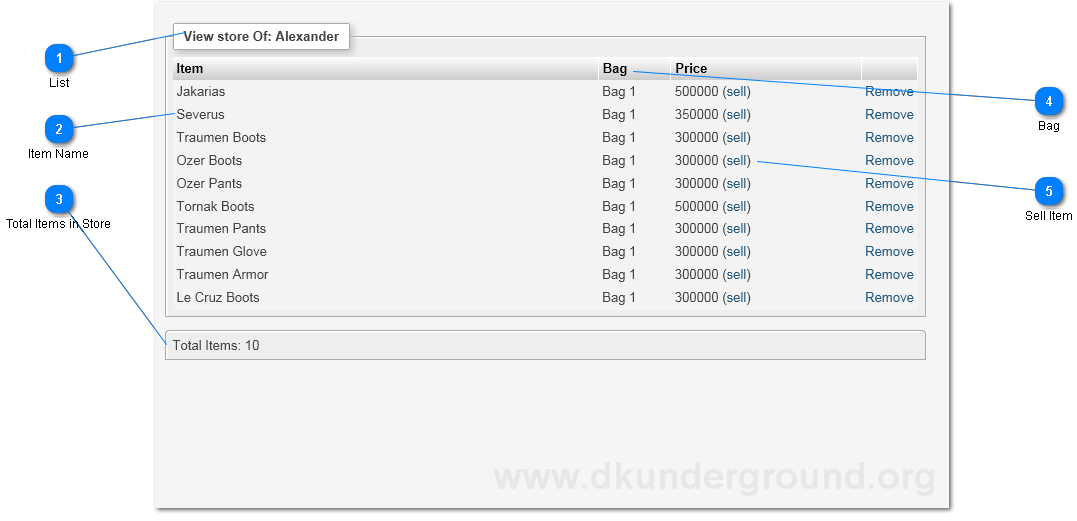 View store Of: Alexander
1
List
2
Item Name
3
Total Items in Store
Item Bag Price
Jakarias Bag 1 500000 (sell) Remove
Severus Bag 1 350000 (sell) Remove
Traumen Boots Bag 1 300000 (sell) Remove
Ozer Boots Bag 1 300000 (sell) Remove
Ozer Pants Bag 1 300000 (sell) Remove
Tornak Boots Bag 1 500000 (sell) Remove
Traumen Pants Bag 1 300000 (sell) Remove
Traumen Glove Bag 1 300000 (sell) Remove
Traumen Armor Bag 1 300000 (sell) Remove
Le Cruz Boots Bag 1 300000 (sell) Remove
Total Items: 10
4
Bag
5
Sell Item
www.dkunderground.org